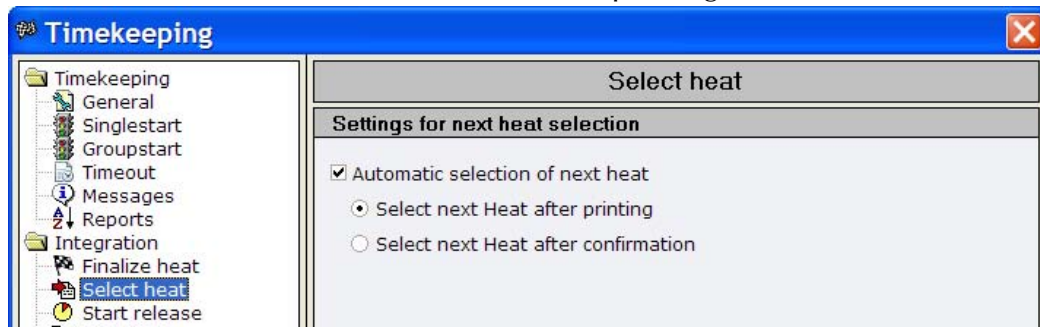 Timekeeping
Timekeeping
General
Singlestart
Groupstart
Timeout
Messages
Reports
Integration
Finalize heat
Select heat
Start release
Select heat
Settings for next heat selection
Automatic selection of next heat
Select next Heat after printing
Select next Heat after confirmation